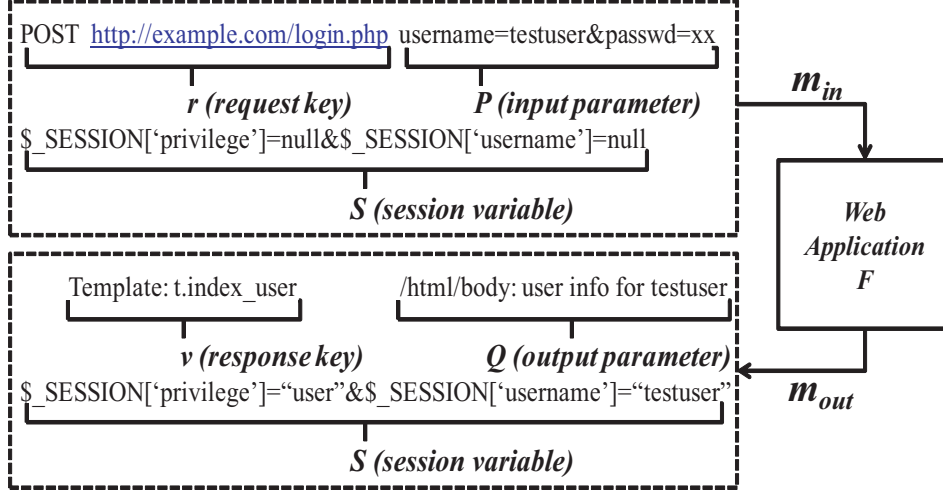 POST http://example.com/login.php username=testuser&passwd=xx
r (request key) P (input parameter)
$_SESSION[‘privilege’]=null&$_SESSION[‘username’]=null
S (session variable)
m_in
Web
Application
F
Template: t.index_user /html/body: user info for testuser
v (response key) Q (output parameter)
$_SESSION[‘privilege’]=“user”&$_SESSION[‘username’]=“testuser”
S (session variable)
m_out